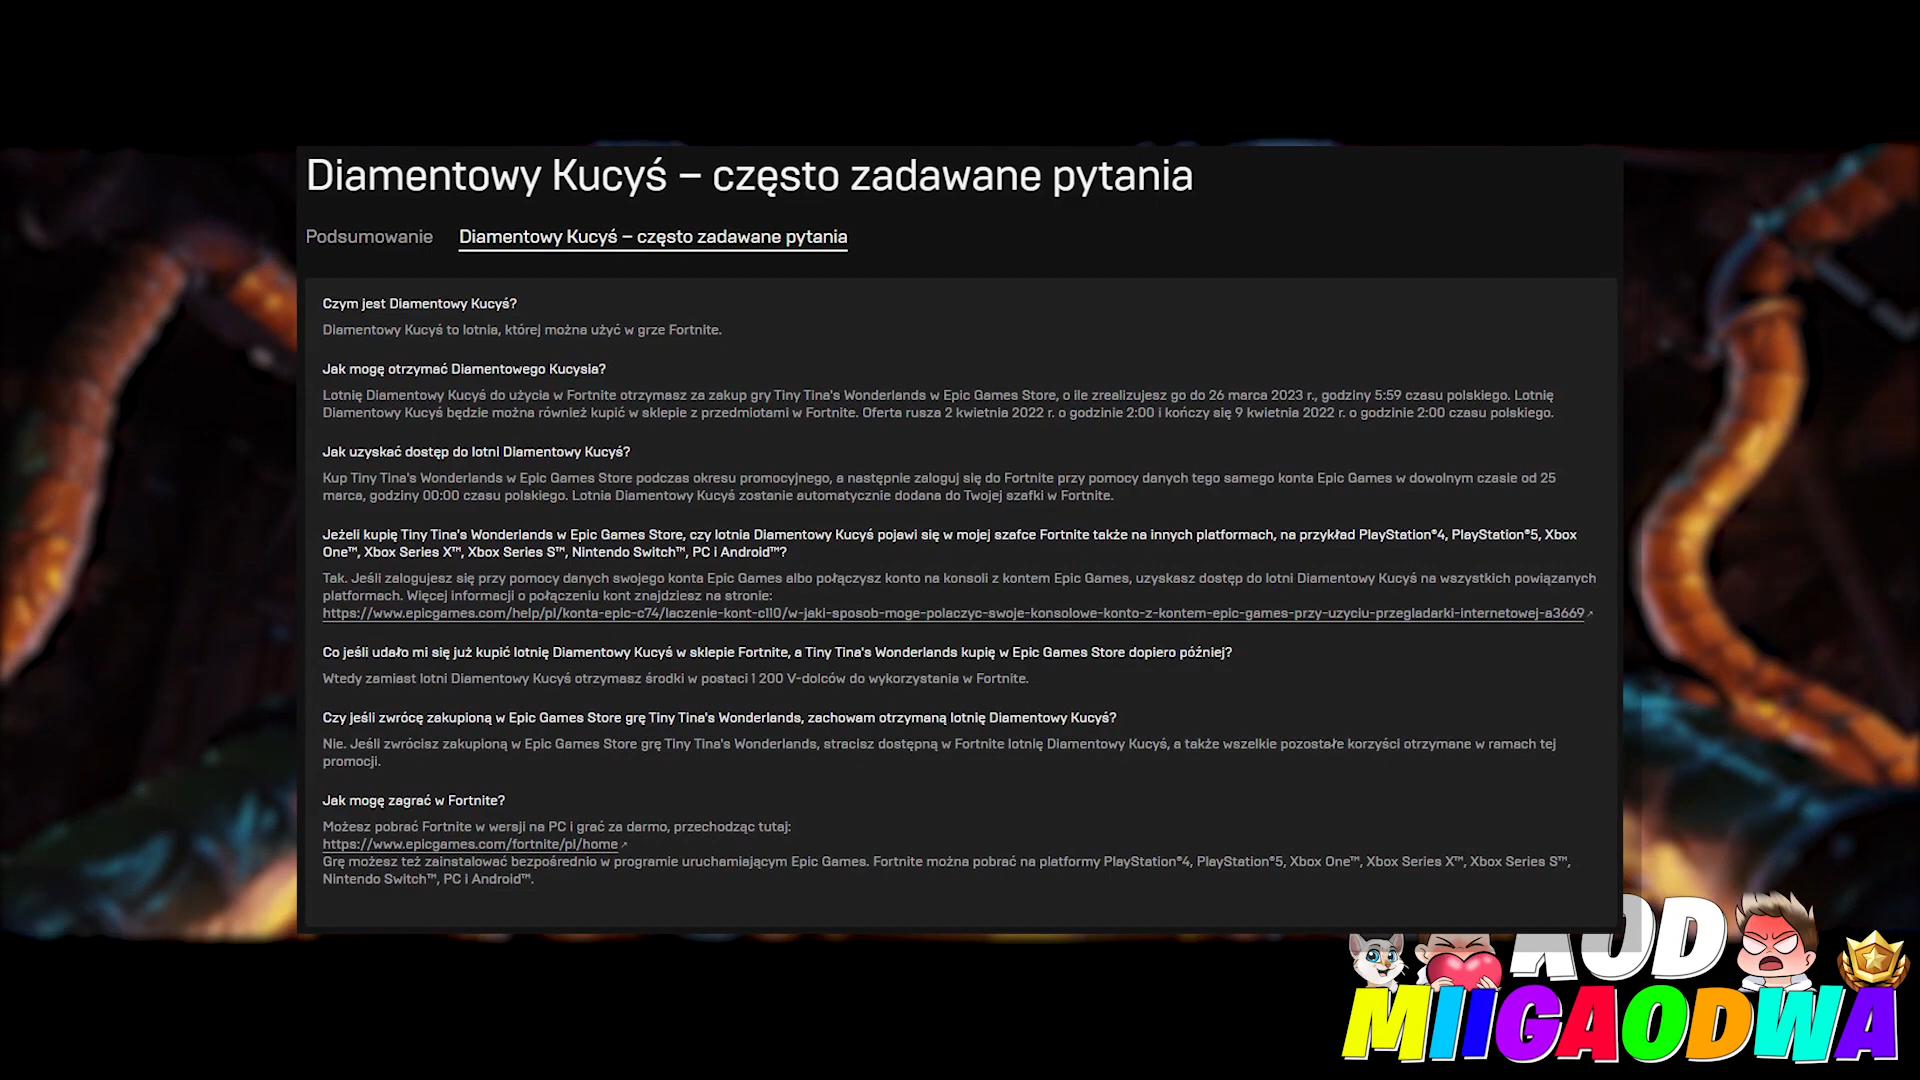 Diamentowy Kucyś – często zadawane pytania
Podsumowanie
Diamentowy Kucyś – często zadawane pytania
Czym jest Diamentowy Kucyś?
Diamentowy Kucyś to lotnia, której można użyć w grze Fortnite.
Jak mogę otrzymać Diamentowego Kucysia?
Lotnię Diamentowy Kucyś do użycia w Fortnite otrzymasz za zakup gry Tiny Tina's Wonderlands w Epic Games Store, o ile zrealizujesz go do 26 marca 2023 r., godziny 5:59 czasu polskiego. Lotnię
Diamentowy Kucyś będzie można również kupić w sklepie z przedmiotami w Fortnite. Oferta rusza 2 kwietnia 2022 r. o godzinie 2:00 i kończy się 9 kwietnia 2022 r. o godzinie 2:00 czasu polskiego.
Jak uzyskać dostęp do lotni Diamentowy Kucyś?
Kup Tiny Tina's Wonderlands w Epic Games Store podczas okresu promocyjnego, a następnie zaloguj się do Fortnite przy pomocy danych tego samego konta Epic Games w dowolnym czasie od 25
marca, godziny 00:00 czasu polskiego. Lotnia Diamentowy Kucyś zostanie automatycznie dodana do Twojej szafki w Fortnite.
Jeżeli kupię Tiny Tina's Wonderlands w Epic Games Store, czy lotnia Diamentowy Kucyś pojawi się w mojej szafce Fortnite także na innych platformach, na przykład PlayStation®4, PlayStation®5, Xbox
One™, Xbox Series X™, Xbox Series S™, Nintendo Switch™, PC i Android™?
Tak. Jeśli zalogujesz się przy pomocy danych swojego konta Epic Games albo połączysz konto na konsoli z kontem Epic Games, uzyskasz dostęp do lotni Diamentowy Kucyś na wszystkich powiązanych
platformach. Więcej informacji o połączeniu kont znajdziesz na stronie:
https://www.epicgames.com/help/pl/konta-epic-c74/laczenie-kont-c110/w-jaki-sposob-moge-polaczyc-swoje-konsolowe-konto-z-kontem-epic-games-przy-uzyciu-przegladarki-internetowej-a3669
Co jeśli udało mi się już kupić lotnię Diamentowy Kucyś w sklepie Fortnite, a Tiny Tina's Wonderlands kupię w Epic Games Store dopiero później?
Wtedy zamiast lotni Diamentowy Kucyś otrzymasz środki w postaci 1 200 V-dolców do wykorzystania w Fortnite.
Czy jeśli zwrócę zakupioną w Epic Games Store grę Tiny Tina's Wonderlands, zachowam otrzymaną lotnię Diamentowy Kucyś?
Nie. Jeśli zwrócisz zakupioną w Epic Games Store grę Tiny Tina's Wonderlands, stracisz dostępną w Fortnite lotnię Diamentowy Kucyś, a także wszelkie pozostałe korzyści otrzymane w ramach tej
promocji.
Jak mogę zagrać w Fortnite?
Możesz pobrać Fortnite w wersji na PC i grać za darmo, przechodząc tutaj:
https://www.epicgames.com/fortnite/pl/home
Grę możesz też zainstalować bezpośrednio w programie uruchamiającym Epic Games. Fortnite można pobrać na platformy PlayStation®4, PlayStation®5, Xbox One™, Xbox Series X™, Xbox Series S™,
Nintendo Switch™, PC i Android™.
KOD
MIIGAODWA